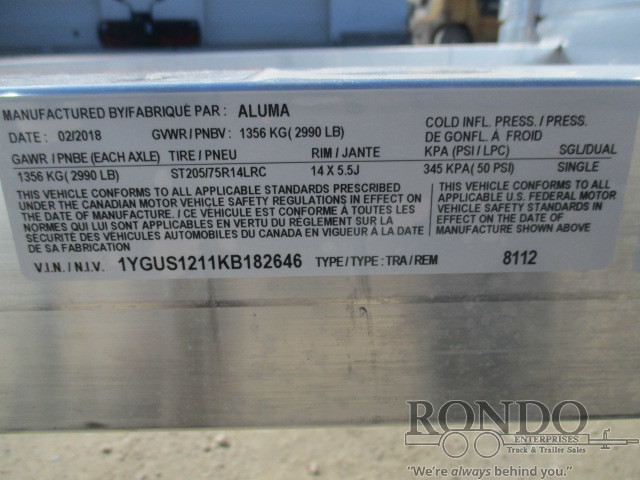 MANUFACTURED BY/FABRIQUÉ PAR: ALUMA
DATE: 02/2018 GVWR/PNBV: 1356 KG( 2990 LB)
COLD INFL. PRESS./ PRESS.
DE GONFL. À FROID
GAWR/ PNBE (EACH AXLE) TIRE / PNEU RIM / JANTE KPA (PSI / LPC) SGL/DUAL
1356 KG( 2990 LB) ST205/75R14LRC 14 X 5.5J 345 KPA( 50 PSI) SINGLE
THIS VEHICLE CONFORMS TO ALL APPLICABLE STANDARDS PRESCRIBED
UNDER THE CANADIAN MOTOR VEHICLE SAFETY REGULATIONS IN EFFECT
ON THE DATE OF MANUFACTURE. / CE VÉHICULE EST CONFORME À TOUTES LES
NORMES QUI LUI SONT APPLICABLES EN VERTU DU RÈGLEMENT SUR LA
SÉCURITÉ DES VÉHICULES AUTOMOBILES DU CANADA EN VIGUEUR À LA DATE
DE SA FABRICATION
THIS VEHICLE CONFORMS TO ALL
APPLICABLE U.S. FEDERAL MOTOR
VEHICLE SAFETY STANDARDS IN
EFFECT ON THE DATE OF
MANUFACTURE SHOWN ABOVE
V.I.N. / N.I.V. 1YGUS1211KB182646 TYPE / TYPE : TRA / REM 8112
RONDO
ENTERPRISES
Truck & Trailer Sales
"We're always behind you."